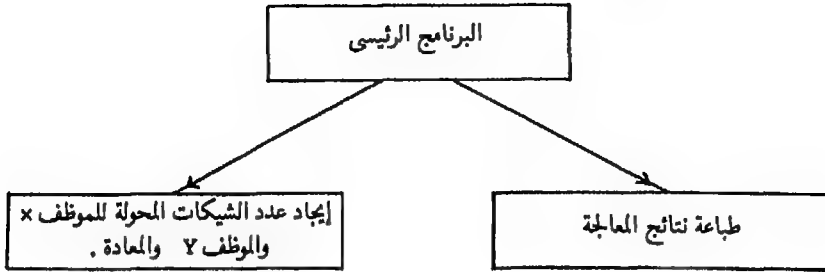 البرنامج الرئيسى
إيجاد عدد الشيكات المحولة للموظف x
والموظف Y والمعادة .
طباعة نتائج المعالجة